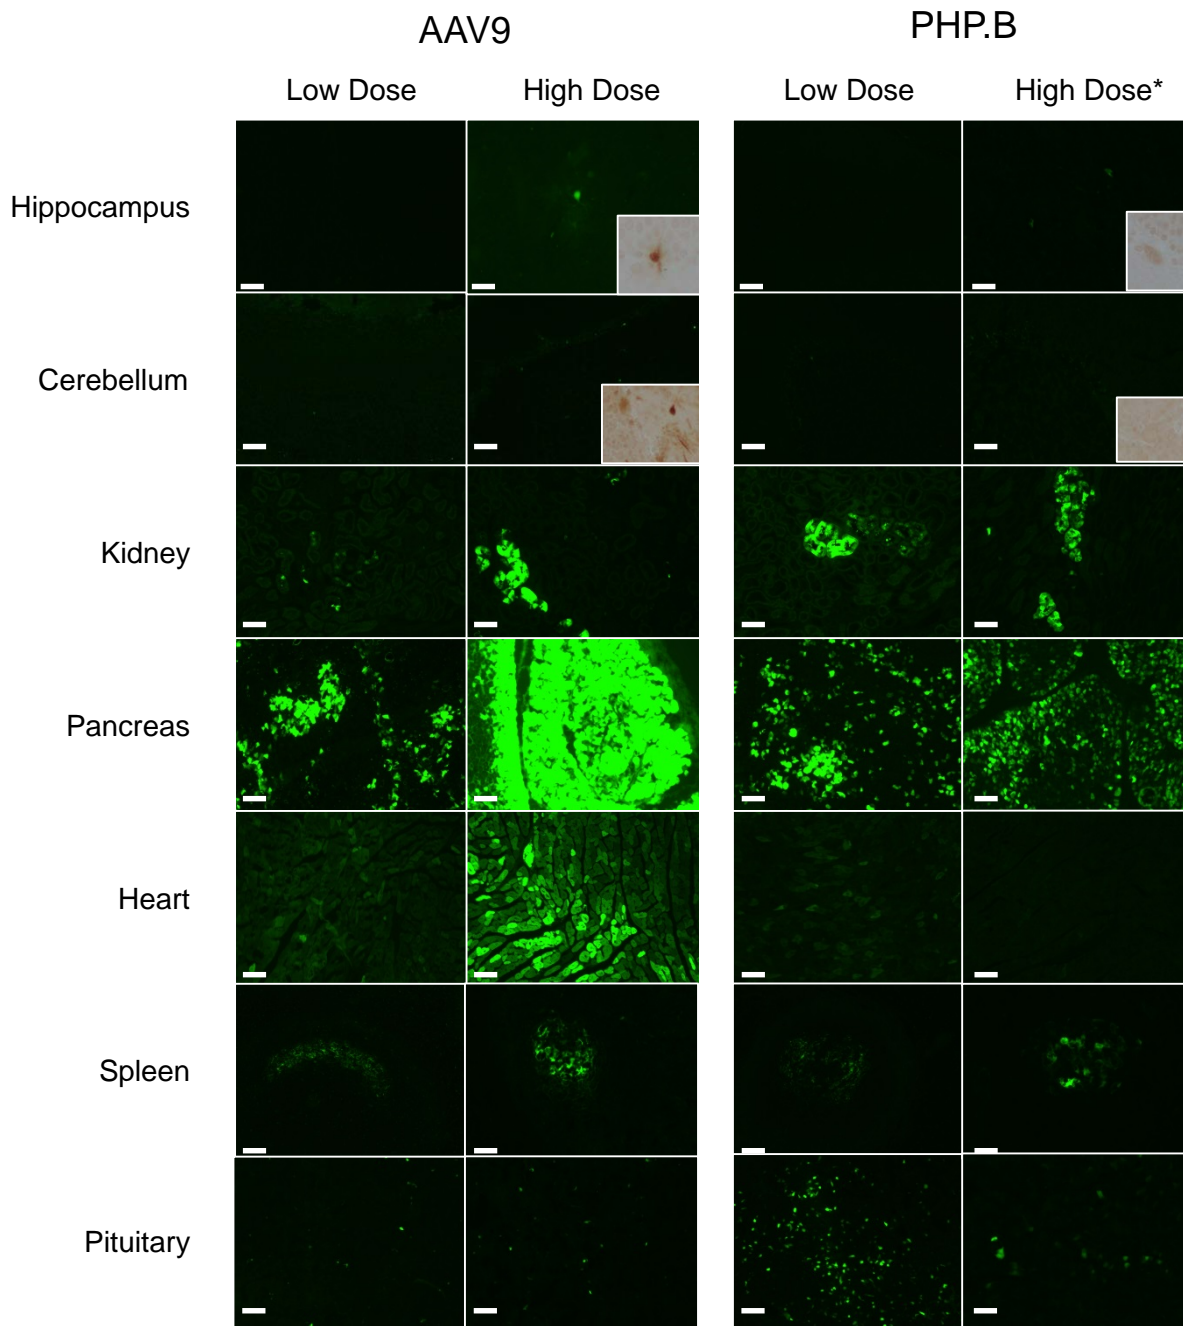 AAV9 PHP.B
Low Dose High Dose Low Dose High Dose*
Hippocampus
Cerebellum
Kidney
Pancreas
Heart
Spleen
Pituitary